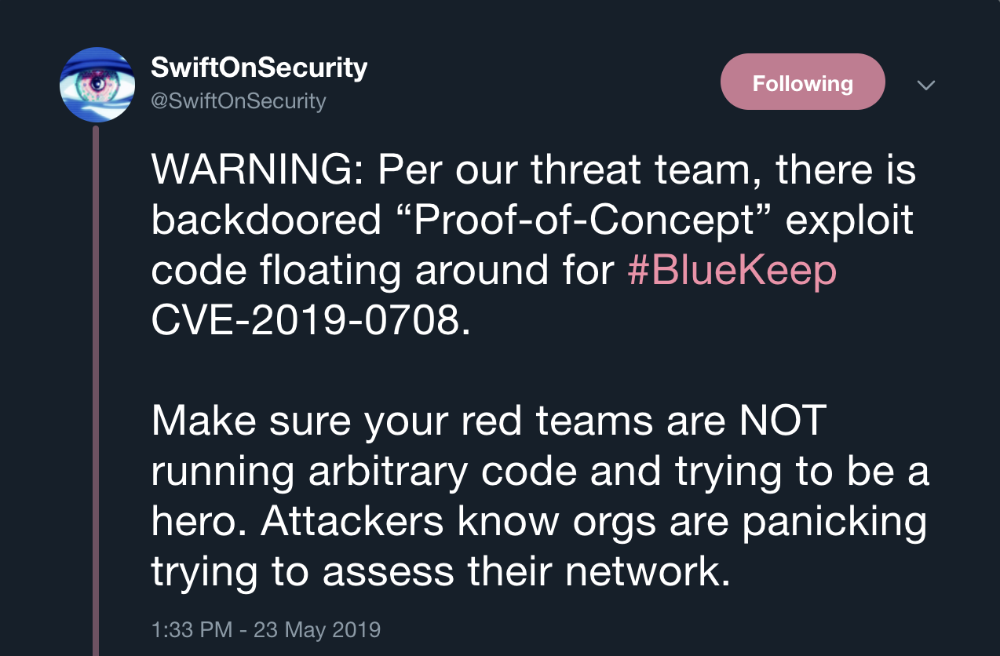 SwiftOnSecurity
@SwiftOnSecurity
Following
WARNING: Per our threat team, there is
backdoored “Proof-of-Concept” exploit
code floating around for #BlueKeep
CVE-2019-0708.
Make sure your red teams are NOT
running arbitrary code and trying to be a
hero. Attackers know orgs are panicking
trying to assess their network.
1:33 PM - 23 May 2019